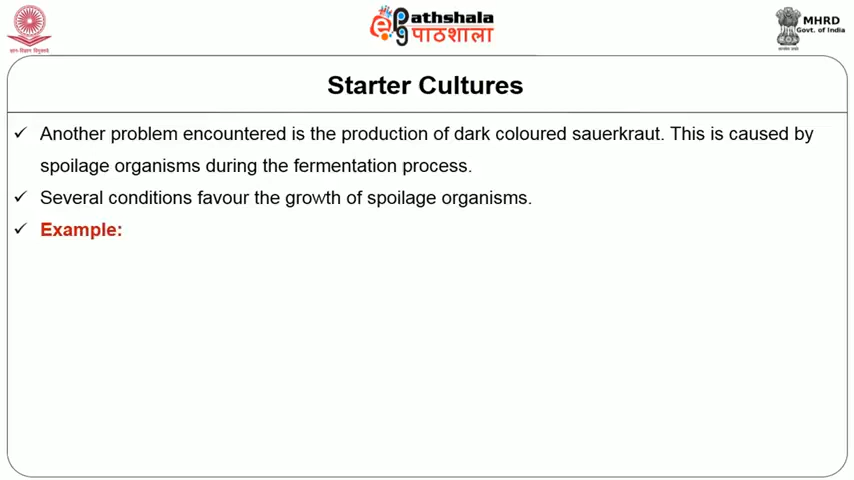 ePathshala
पाठशाला
MHRD
Govt. of India
Starter Cultures
✓ Another problem encountered is the production of dark coloured sauerkraut. This is caused by
spoilage organisms during the fermentation process.
✓ Several conditions favour the growth of spoilage organisms.
✓ Example: